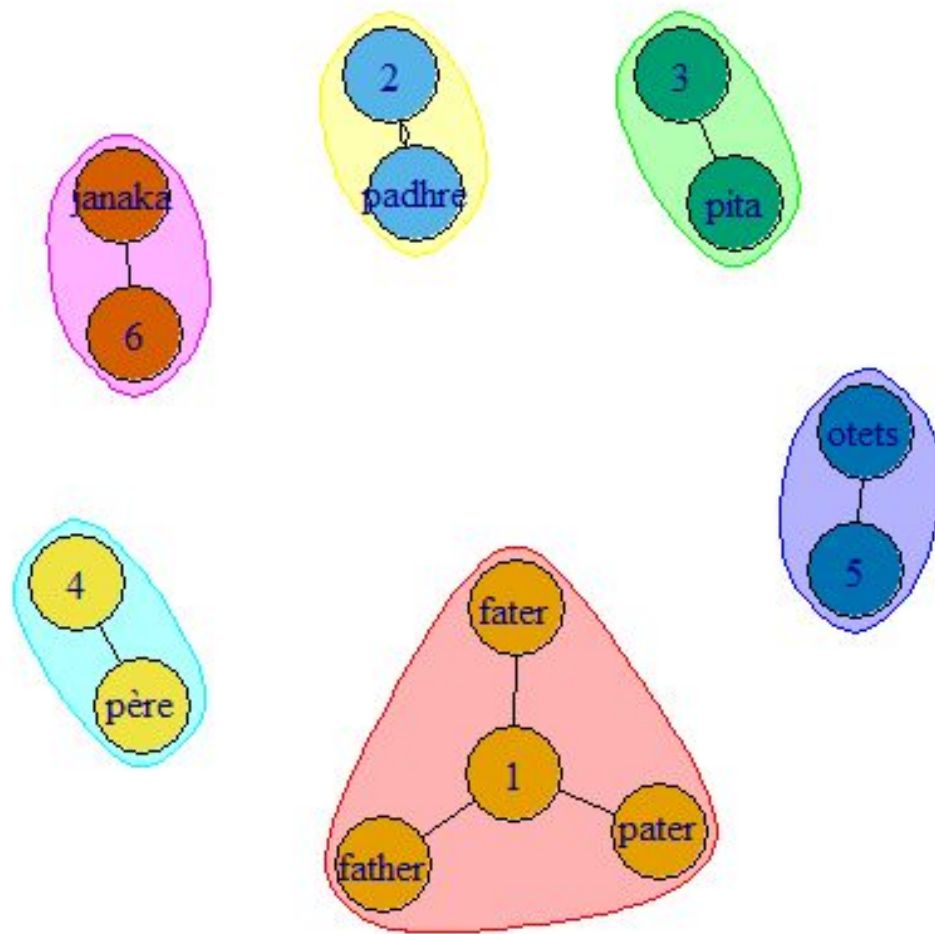 2
3
padhre
pita
janaka
6
otets
5
4
père
fater
1
father
pater